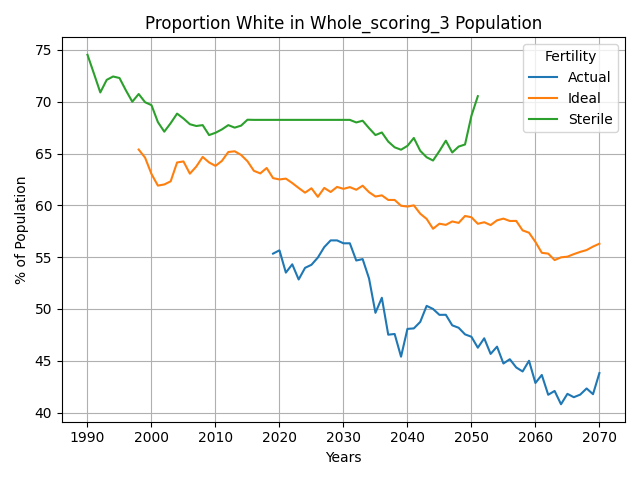 Proportion White in Whole_scoring_3 Population
% of Population
75
70
65
60
55
50
45
40
Fertility
Actual
Ideal
Sterile
1990 2000 2010 2020 2030 2040 2050 2060 2070
Years